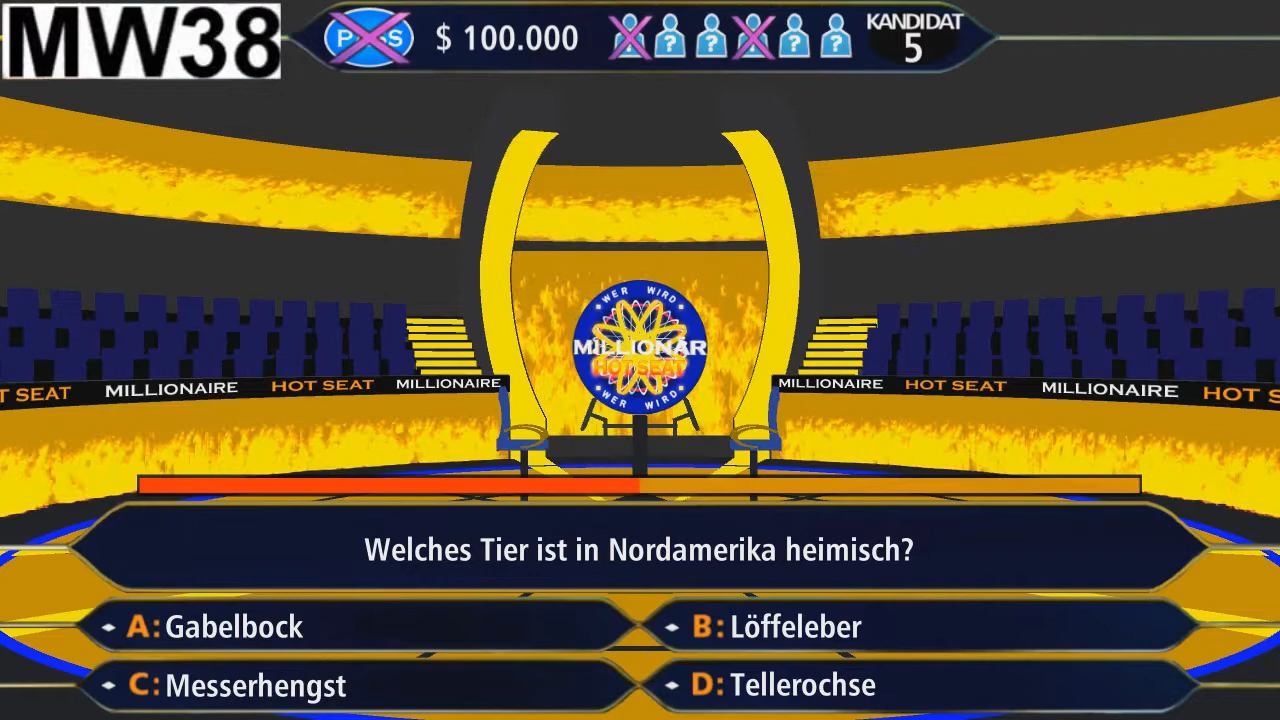 MW38
PASS
$ 100.000
? ? ? ?
KANDIDAT
5
WER WIRD
MILLIONÄR
HOT SEAT
WER WIRD
T SEAT MILLIONAIRE HOT SEAT MILLIONAIRE
MILLIONAIRE HOT SEAT MILLIONAIRE HOT S
Welches Tier ist in Nordamerika heimisch?
A: Gabelbock
B: Löffeleber
C: Messerhengst
D: Tellerochse